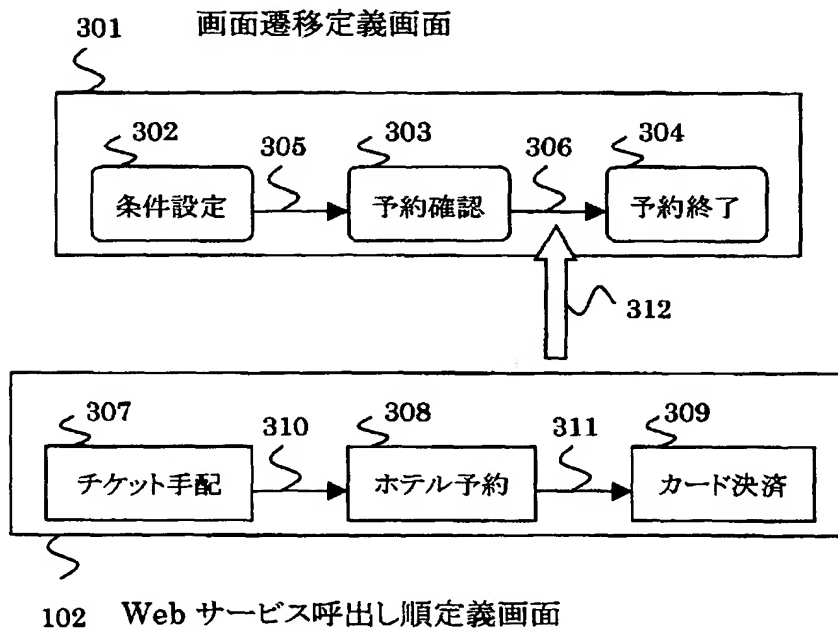 301 画面遷移定義画面
302 305 303 306 304
条件設定 予約確認 予約終了
312
307 310 308 311 309
チケット手配 ホテル予約 カード決済
102 Web サービス呼出し順定義画面